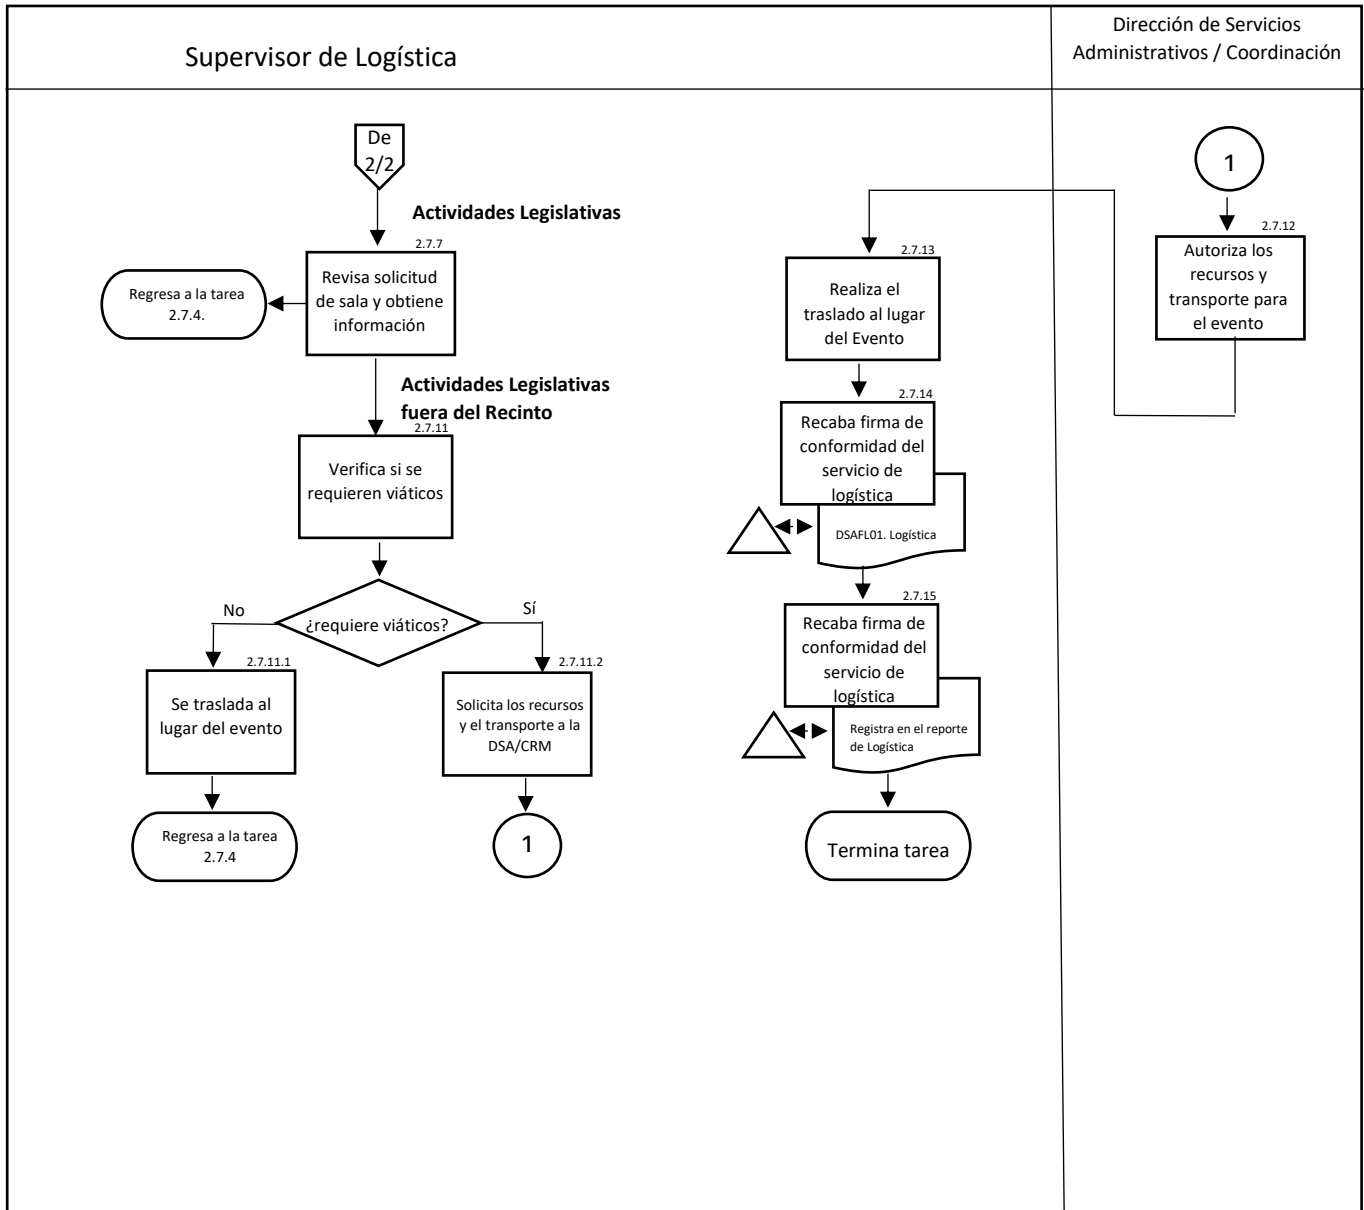 Supervisor de Logística
Dirección de Servicios
Administrativos / Coordinación
De
2/2
Actividades Legislativas
2.7.7
Revisa solicitud
de sala y obtiene
información
Regresa a la tarea
2.7.4.
Actividades Legislativas
fuera del Recinto
2.7.11
Verifica si se
requieren viáticos
¿requiere viáticos?
No
Sí
2.7.11.1
Se traslada al
lugar del evento
Regresa a la tarea
2.7.4
2.7.11.2
Solicita los recursos
y el transporte a la
DSA/CRM
1
2.7.13
Realiza el
traslado al lugar
del Evento
2.7.14
Recaba firma de
conformidad del
servicio de
logística
DSAFL01. Logística
2.7.15
Recaba firma de
conformidad del
servicio de
logística
Registra en el reporte
de Logística
Termina tarea
1
2.7.12
Autoriza los
recursos y
transporte para
el evento